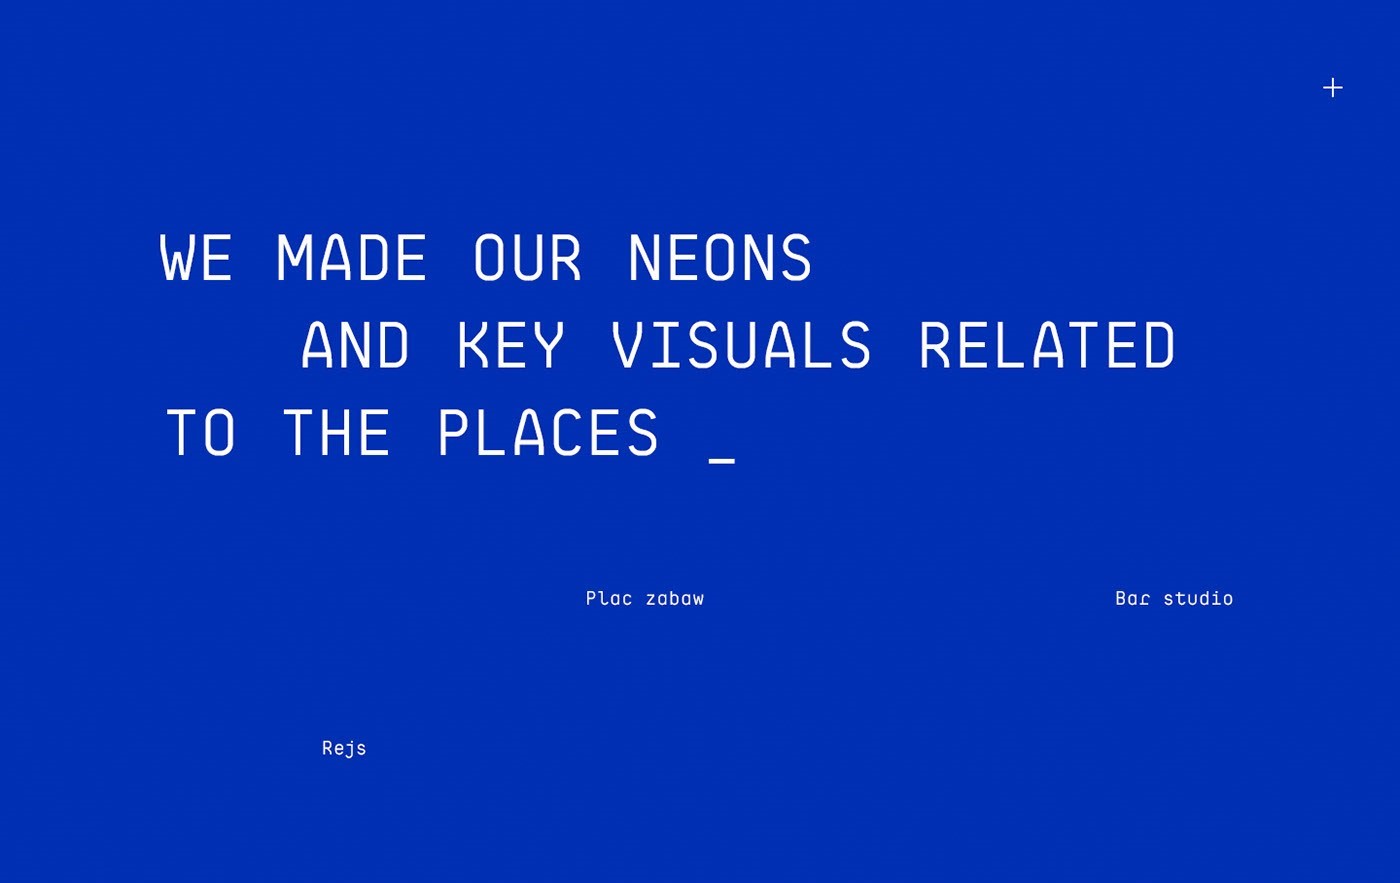 WE MADE OUR NEONS
AND KEY VISUALS RELATED
TO THE PLACES _
Plac zabaw
Bar studio
Rejs